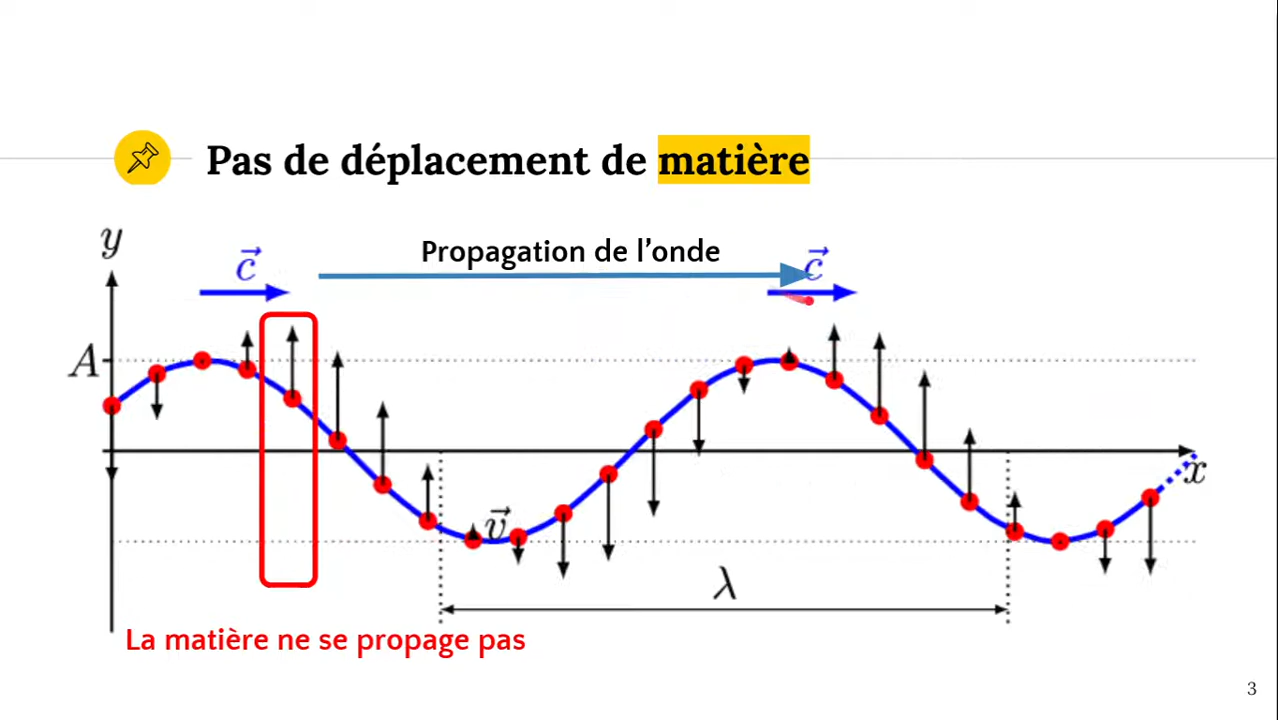 Pas de déplacement de matière
y
c⃗
Propagation de l’onde
c⃗
A
x
v⃗
λ
La matière ne se propage pas
3